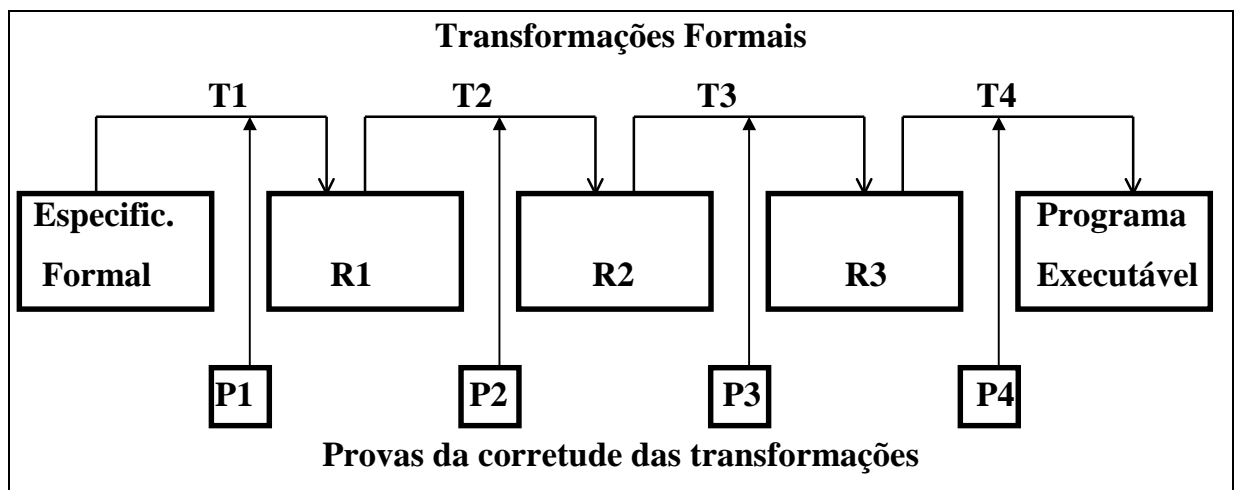 Transformações Formais
T1 T2 T3 T4
Especific.
Formal
R1
R2
R3
Programa
Executável
P1 P2 P3 P4
Provas da corretude das transformações